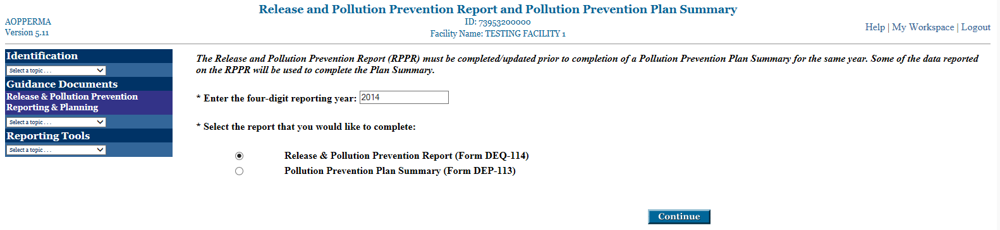 Release and Pollution Prevention Report and Pollution Prevention Plan Summary
AOPPERMA
ID: 73953200000
Version 5.11
Facility Name: TESTING FACILITY 1
Help | My Workspace | Logout
Identification
Select a topic . . .
Guidance Documents
Release & Pollution Prevention
Reporting & Planning
Select a topic . . .
Reporting Tools
Select a topic . . .
The Release and Pollution Prevention Report (RPPR) must be completed/updated prior to completion of a Pollution Prevention Plan Summary for the same year. Some of the data reported
on the RPPR will be used to complete the Plan Summary.
* Enter the four-digit reporting year: 2014
* Select the report that you would like to complete:
Release & Pollution Prevention Report (Form DEQ-114)
Pollution Prevention Plan Summary (Form DEP-113)
Continue